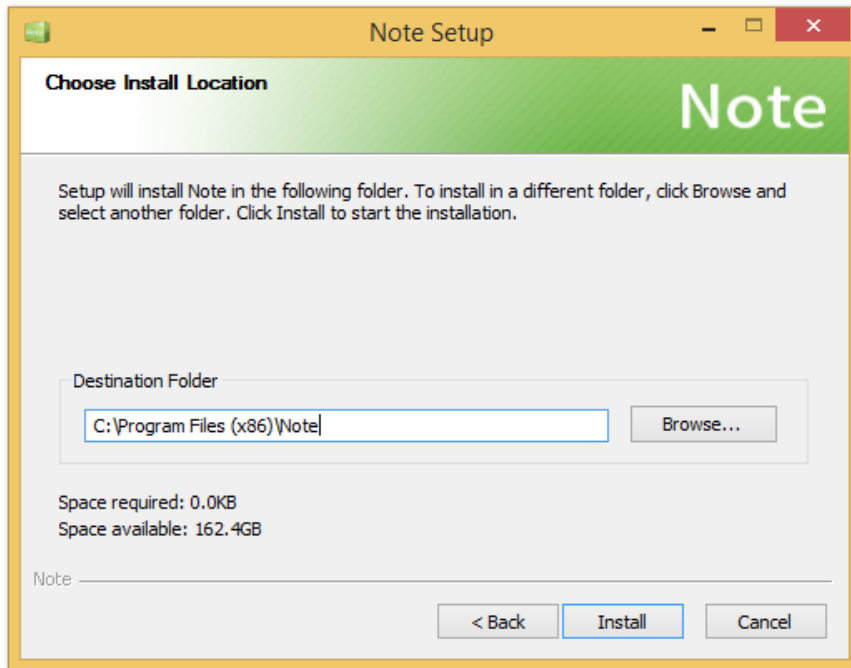 Note Setup
Choose Install Location
Note
Setup will install Note in the following folder. To install in a different folder, click Browse and
select another folder. Click Install to start the installation.
Destination Folder
C:\Program Files (x86)\Note
Browse...
Space required: 0.0KB
Space available: 162.4GB
Note
< Back
Install
Cancel